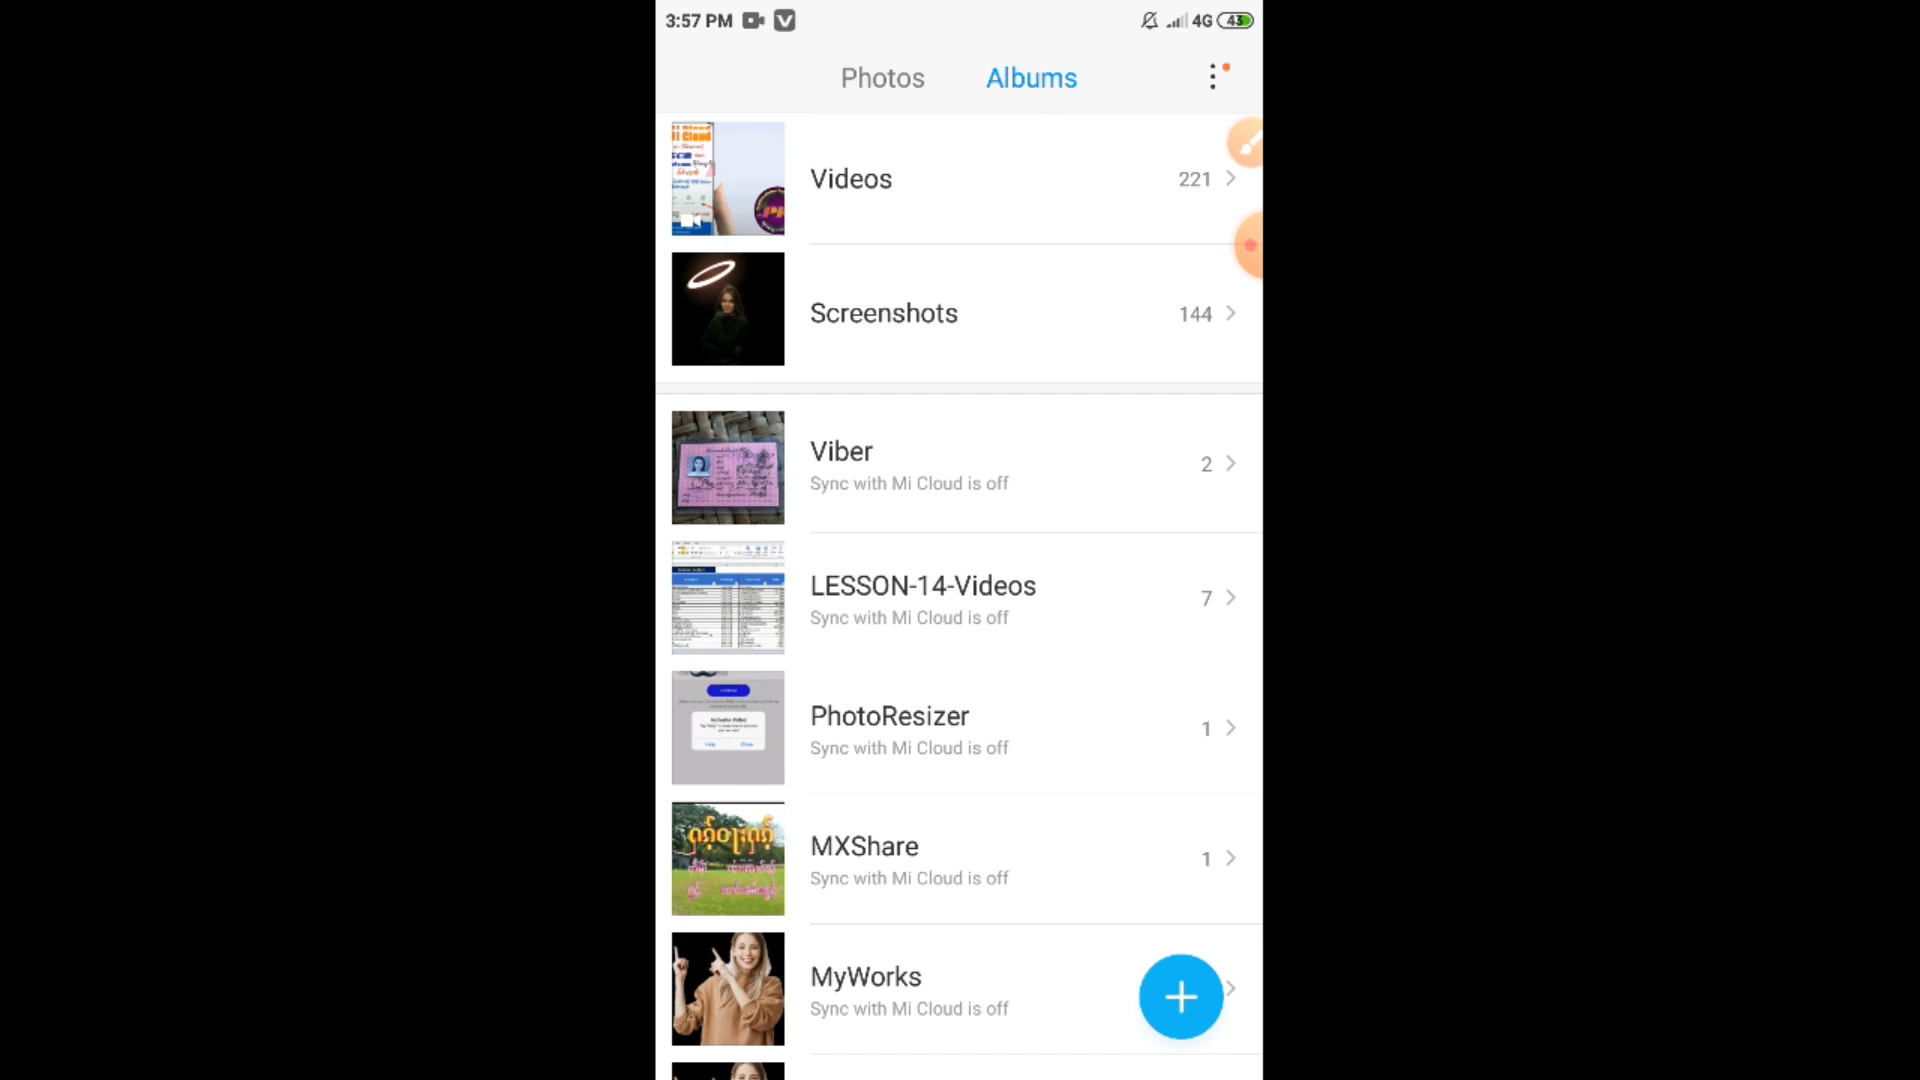 3:57 PM
4G 43
Photos
Albums
Videos
221
Screenshots
144
Viber
Sync with Mi Cloud is off
2
LESSON-14-Videos
Sync with Mi Cloud is off
7
PhotoResizer
Sync with Mi Cloud is off
1
MXShare
Sync with Mi Cloud is off
1
MyWorks
Sync with Mi Cloud is off